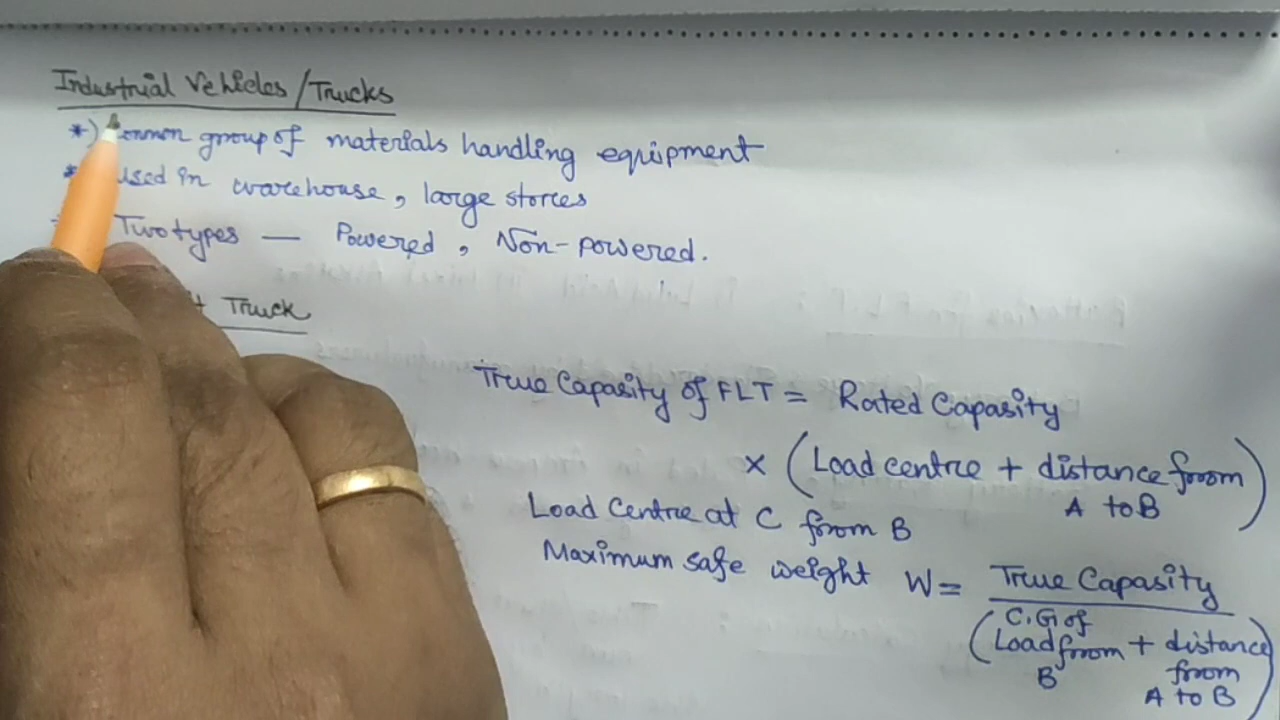 Industrial Vehicles/Trucks
*) Common group of materials handling equipment
* used in warehouse, large stores
Two types — Powered, Non-powered.
Truck
True Capasity of FLT = Rated Capasity
× (Load centre + distance from A to B)
Load Centre at C from B
Maximum safe weight W = True Capasity
(C.G of Load from B + distance from A to B)